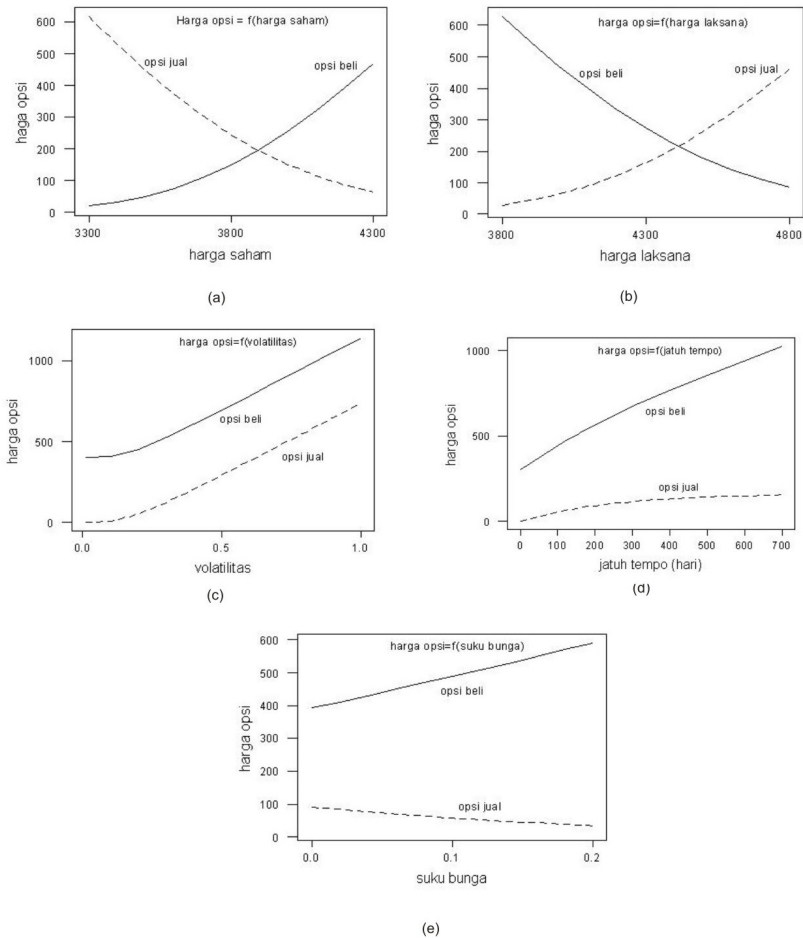 Harga opsi = f(harga saham)
600
500
400
300
200
100
0
haga opsi
opsi jual
opsi beli
3300
3800
4300
harga saham
(a)
harga opsi=f(harga laksana)
600
500
400
300
200
100
0
haga opsi
opsi beli
opsi jual
3800
4300
4800
harga laksana
(b)
harga opsi=f(volatilitas)
1000
500
0
harga opsi
opsi beli
opsi jual
0.0
0.5
1.0
volatilitas
(c)
harga opsi=f(jatuh tempo)
1000
500
0
harga opsi
opsi beli
opsi jual
0 100 200 300 400 500 600 700
jatuh tempo (hari)
(d)
harga opsi=f(suku bunga)
600
500
400
300
200
100
0
harga opsi
opsi beli
opsi jual
0.0
0.1
0.2
suku bunga
(e)